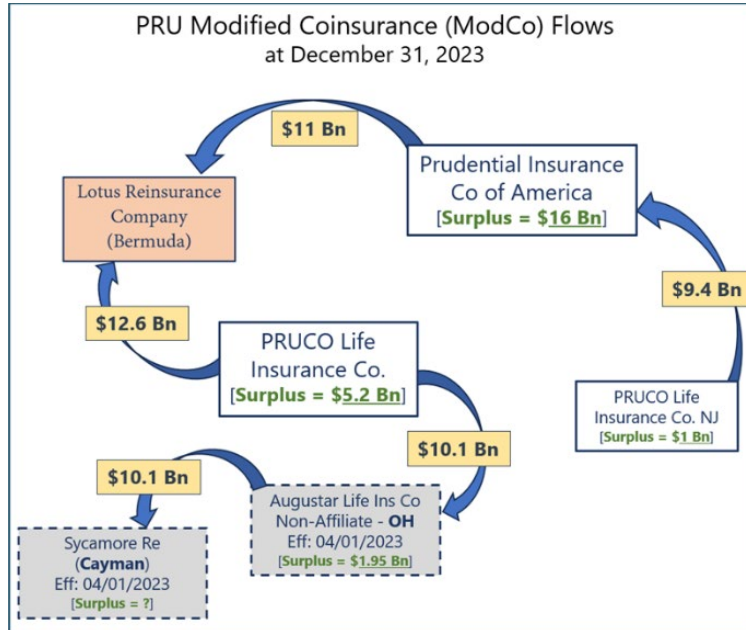 PRU Modified Coinsurance (ModCo) Flows
at December 31, 2023
$11 Bn
Prudential Insurance
Co of America
[Surplus = $16 Bn]
Lotus Reinsurance
Company
(Bermuda)
$9.4 Bn
$12.6 Bn
PRUCO Life
Insurance Co.
[Surplus = $5.2 Bn]
PRUCO Life
Insurance Co. NJ
[Surplus = $1 Bn]
$10.1 Bn
$10.1 Bn
Augustar Life Ins Co
Non-Affiliate - OH
Eff: 04/01/2023
[Surplus = $1.95 Bn]
Sycamore Re
(Cayman)
Eff: 04/01/2023
[Surplus = ?]